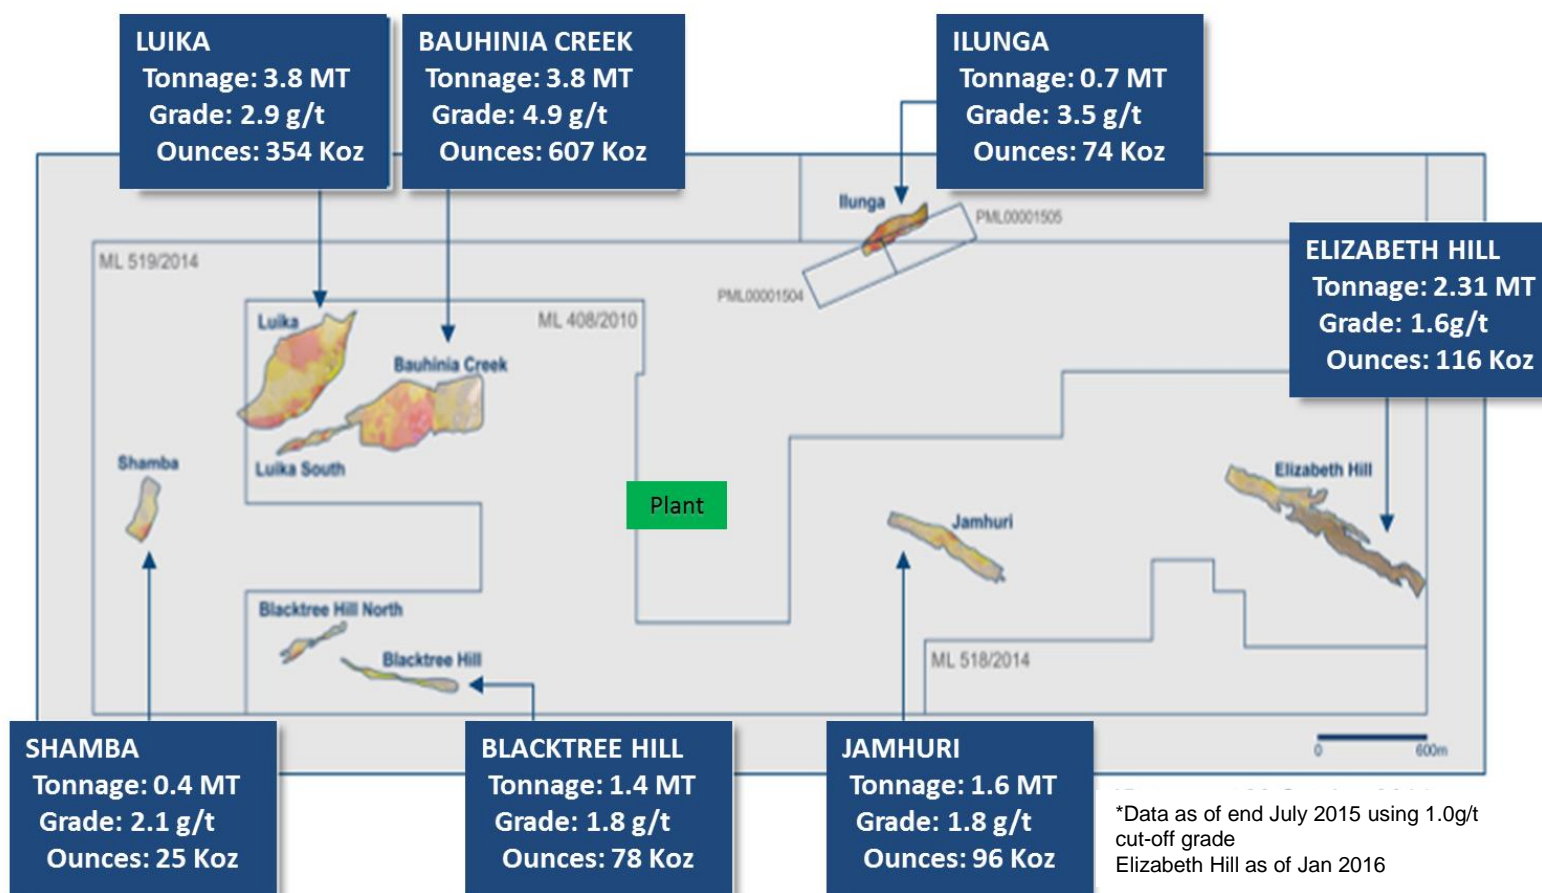 LUIKA
Tonnage: 3.8 MT
Grade: 2.9 g/t
Ounces: 354 Koz
BAUHINIA CREEK
Tonnage: 3.8 MT
Grade: 4.9 g/t
Ounces: 607 Koz
ILUNGA
Tonnage: 0.7 MT
Grade: 3.5 g/t
Ounces: 74 Koz
ELIZABETH HILL
Tonnage: 2.31 MT
Grade: 1.6g/t
Ounces: 116 Koz
Ilunga
PML00001505
ML 519/2014
PML00001504
Luika
ML 408/2010
Bauhinia Creek
Shamba
Luika South
Elizabeth Hill
Plant
Jamhuri
Blacktree Hill North
Blacktree Hill
ML 518/2014
SHAMBA
Tonnage: 0.4 MT
Grade: 2.1 g/t
Ounces: 25 Koz
BLACKTREE HILL
Tonnage: 1.4 MT
Grade: 1.8 g/t
Ounces: 78 Koz
JAMHURI
Tonnage: 1.6 MT
Grade: 1.8 g/t
Ounces: 96 Koz
0 600m
*Data as of end July 2015 using 1.0g/t
cut-off grade
Elizabeth Hill as of Jan 2016